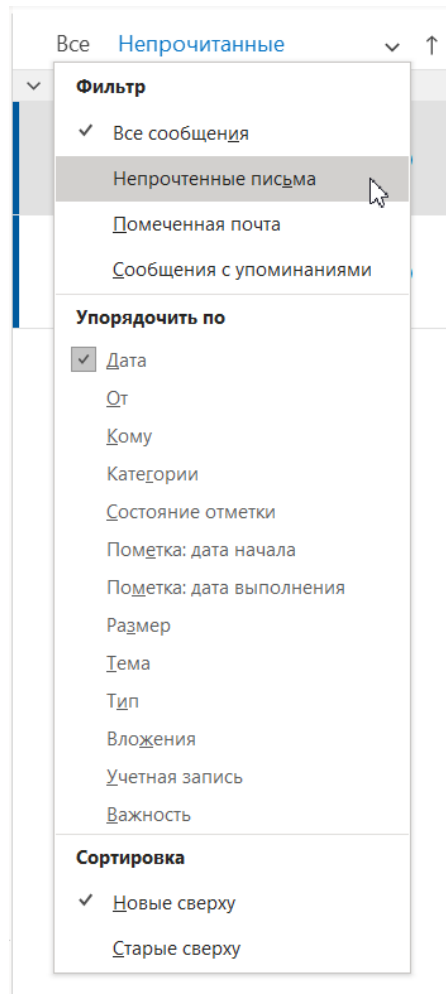 Все Непрочитанные
Фильтр
Все сообщения
Непрочтенные письма
Помеченная почта
Сообщения с упоминаниями
Упорядочить по
Дата
От
Кому
Категории
Состояние отметки
Пометка: дата начала
Пометка: дата выполнения
Размер
Тема
Тип
Вложения
Учетная запись
Важность
Сортировка
Новые сверху
Старые сверху